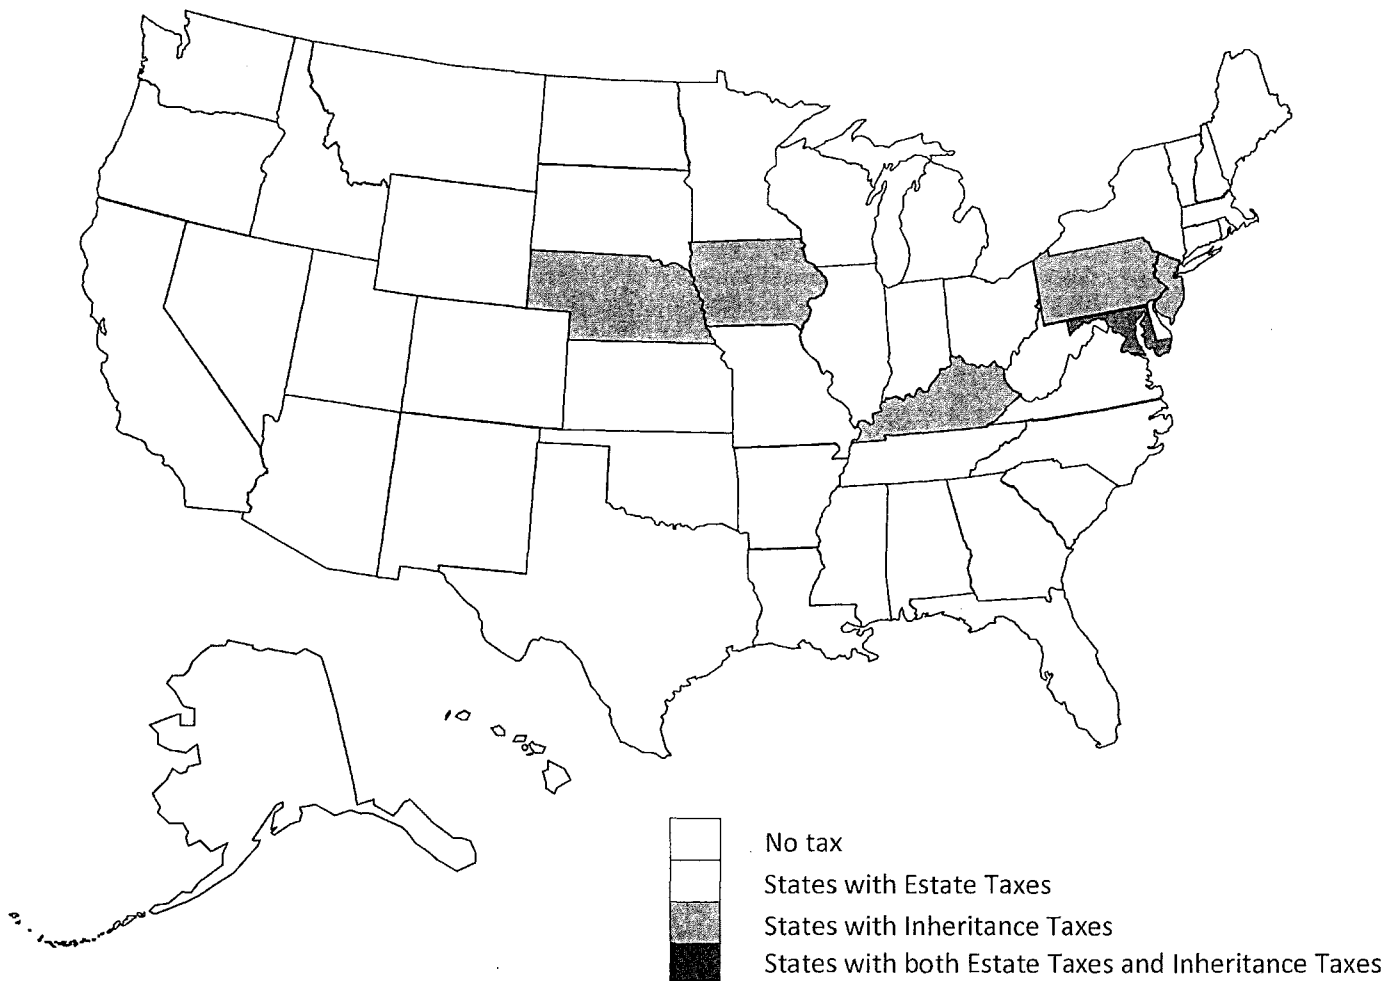 No tax
States with Estate Taxes
States with Inheritance Taxes
States with both Estate Taxes and Inheritance Taxes